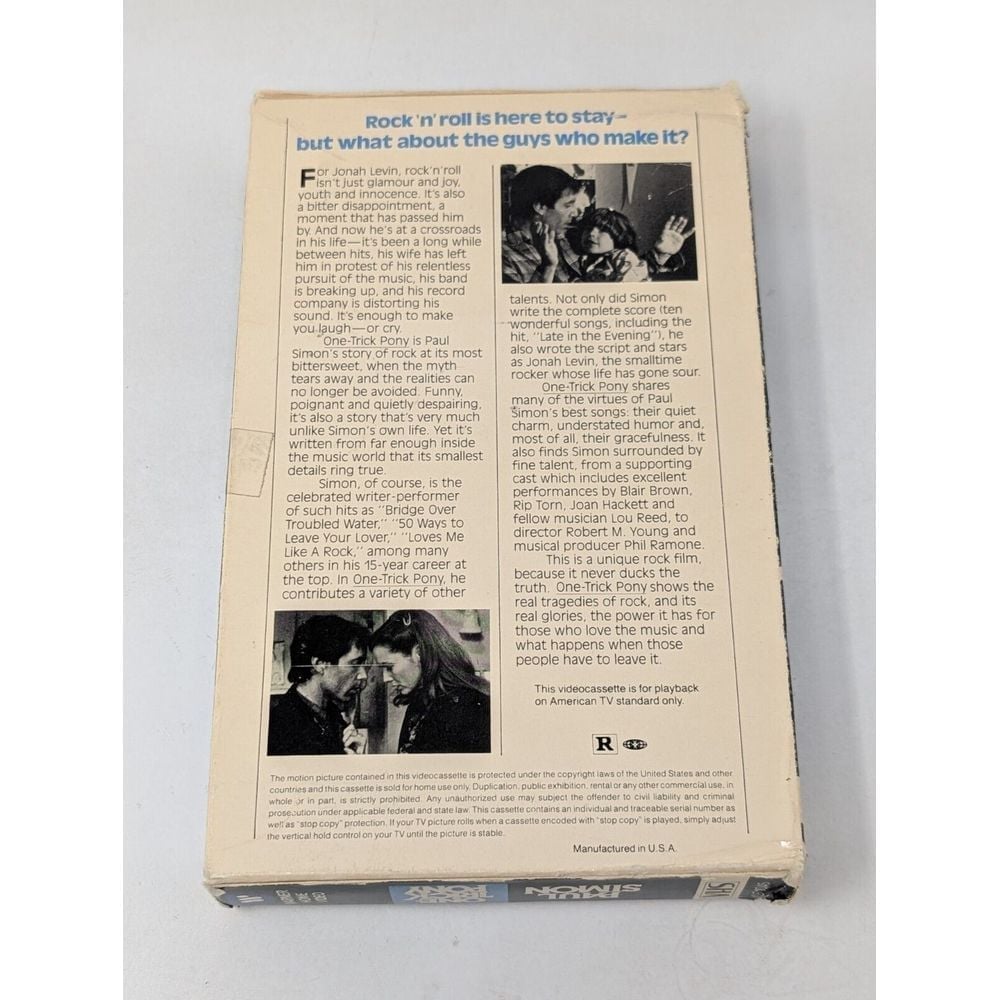 Rock 'n' roll is here to stay—
but what about the guys who make it?
For Jonah Levin, rock'n'roll
isn't just glamour and joy,
youth and innocence. It's also
a bitter disappointment, a
moment that has passed him
by. And now he's at a crossroads
in his life—it's been a long while
between hits, his wife has left
him in protest of his relentless
pursuit of the music, his band
is breaking up, and his record
company is distorting his
sound. It's enough to make
you laugh—or cry.
One-Trick Pony is Paul
Simon's story of rock at its most
bittersweet, when the myth
tears away and the realities can
no longer be avoided. Funny,
poignant and quietly despairing,
it's also a story that's very much
unlike Simon's own life. Yet it's
written from far enough inside
the music world that its smallest
details ring true.
Simon, of course, is the
celebrated writer-performer
of such hits as "Bridge Over
Troubled Water," "50 Ways to
Leave Your Lover," "Loves Me
Like A Rock," among many
others in his 15-year career at
the top. In One-Trick Pony, he
contributes a variety of other
talents. Not only did Simon
write the complete score (ten
wonderful songs, including the
hit, "Late in the Evening"), he
also wrote the script and stars
as Jonah Levin, the smalltime
rocker whose life has gone sour.
One-Trick Pony shares
many of the virtues of Paul
Simon's best songs: their quiet
charm, understated humor and,
most of all, their gracefulness. It
also finds Simon surrounded by
fine talent, from a supporting
cast which includes excellent
performances by Blair Brown,
Rip Torn, Joan Hackett and
fellow musician Lou Reed, to
director Robert M. Young and
musical producer Phil Ramone.
This is a unique rock film,
because it never ducks the
truth. One-Trick Pony shows the
real tragedies of rock, and its
real glories, the power it has for
those who love the music and
what happens when those
people have to leave it.
This videocassette is for playback
on American TV standard only.
R
The motion picture contained in this videocassette is protected under the copyright laws of the United States and other
countries and this cassette is sold for home use only. Duplication, public exhibition, rental or any other commercial use, in
whole or in part, is strictly prohibited. Any unauthorized use may subject the offender to civil liability and criminal
prosecution under applicable federal and state law. This cassette contains an individual and traceable serial number as
well as "stop copy" protection. If your TV picture rolls when a cassette encoded with "stop copy" is played, simply adjust
the vertical hold control on your TV until the picture is stable.
Manufactured in U.S.A.
PAUL
SIMON
ONE
TRICK
PONY
VHS
WARNER
HOME
VIDEO